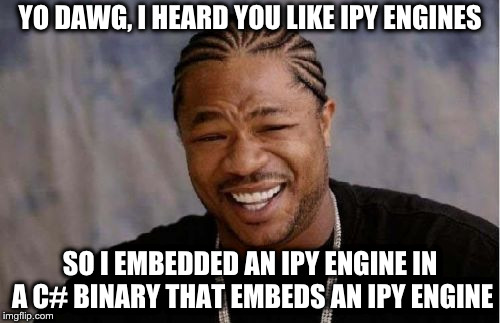 YO DAWG, I HEARD YOU LIKE IPY ENGINES
SO I EMBEDDED AN IPY ENGINE IN
A C# BINARY THAT EMBEDS AN IPY ENGINE
imgflip.com